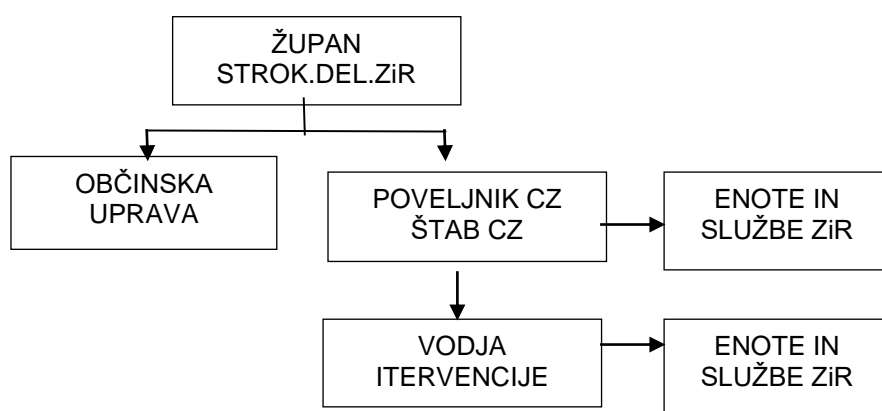 ŽUPAN
STROK.DEL.ZiR
OBČINSKA
UPRAVA
POVELJNIK CZ
ŠTAB CZ
ENOTE IN
SLUŽBE ZiR
VODJA
ITERVENCIJE
ENOTE IN
SLUŽBE ZiR